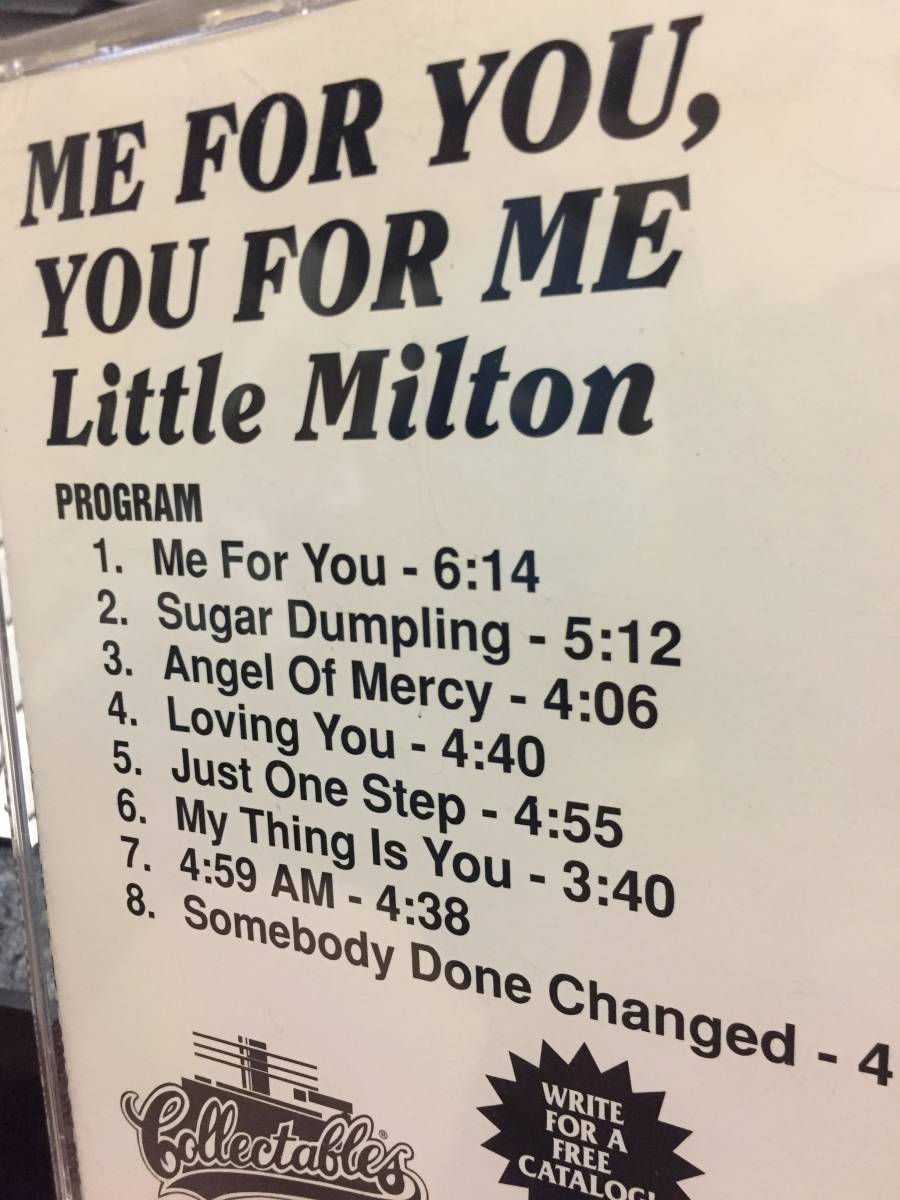 ME FOR YOU,
YOU FOR ME
Little Milton
PROGRAM
1. Me For You - 6:14
2. Sugar Dumpling - 5:12
3. Angel Of Mercy - 4:06
4. Loving You - 4:40
5. Just One Step - 4:55
6. My Thing Is You - 3:40
7. 4:59 AM - 4:38
8. Somebody Done Changed - 4
Collectables®
WRITE
FOR A
FREE
CATALOG!